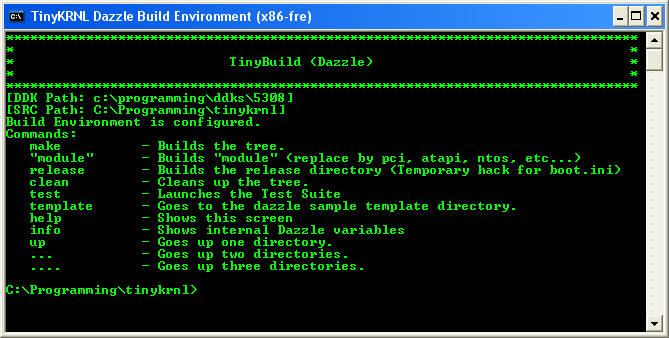 TinyKRNL Dazzle Build Environment (x86-fre)
*******************************************************************************
* *
* TinyBuild (Dazzle) *
* *
*******************************************************************************
[DDK Path: c:\programming\ddks\5308]
[SRC Path: C:\Programming\tinykrnl]
Build Environment is configured.
Commands:
make - Builds the tree.
"module" - Builds "module" (replace by pci, atapi, ntos, etc...)
release - Builds the release directory (Temporary hack for boot.ini)
clean - Cleans up the tree.
test - Launches the Test Suite
template - Goes to the dazzle sample template directory.
help - Shows this screen
info - Shows internal Dazzle variables
up - Goes up one directory.
... - Goes up two directories.
.... - Goes up three directories.
C:\Programming\tinykrnl>